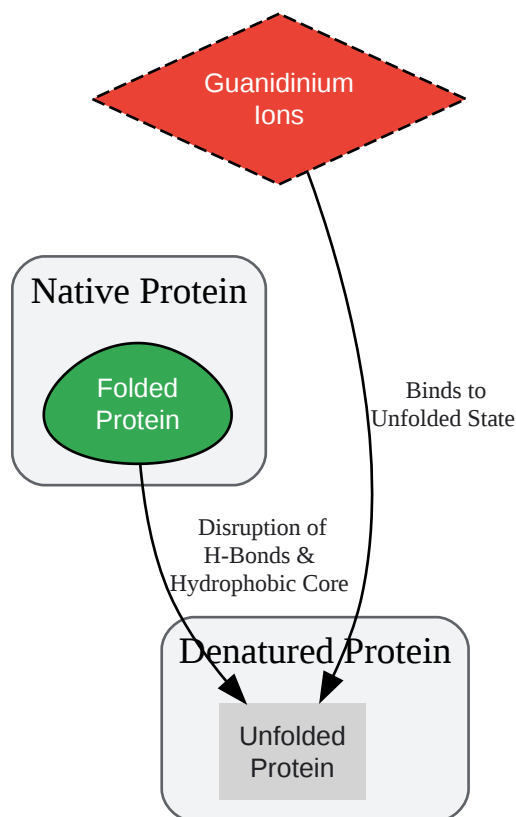 Guanidinium
Ions
Native Protein
Folded
Protein
Binds to
Unfolded State
Disruption of
H-Bonds &
Hydrophobic Core
Denatured Protein
Unfolded
Protein